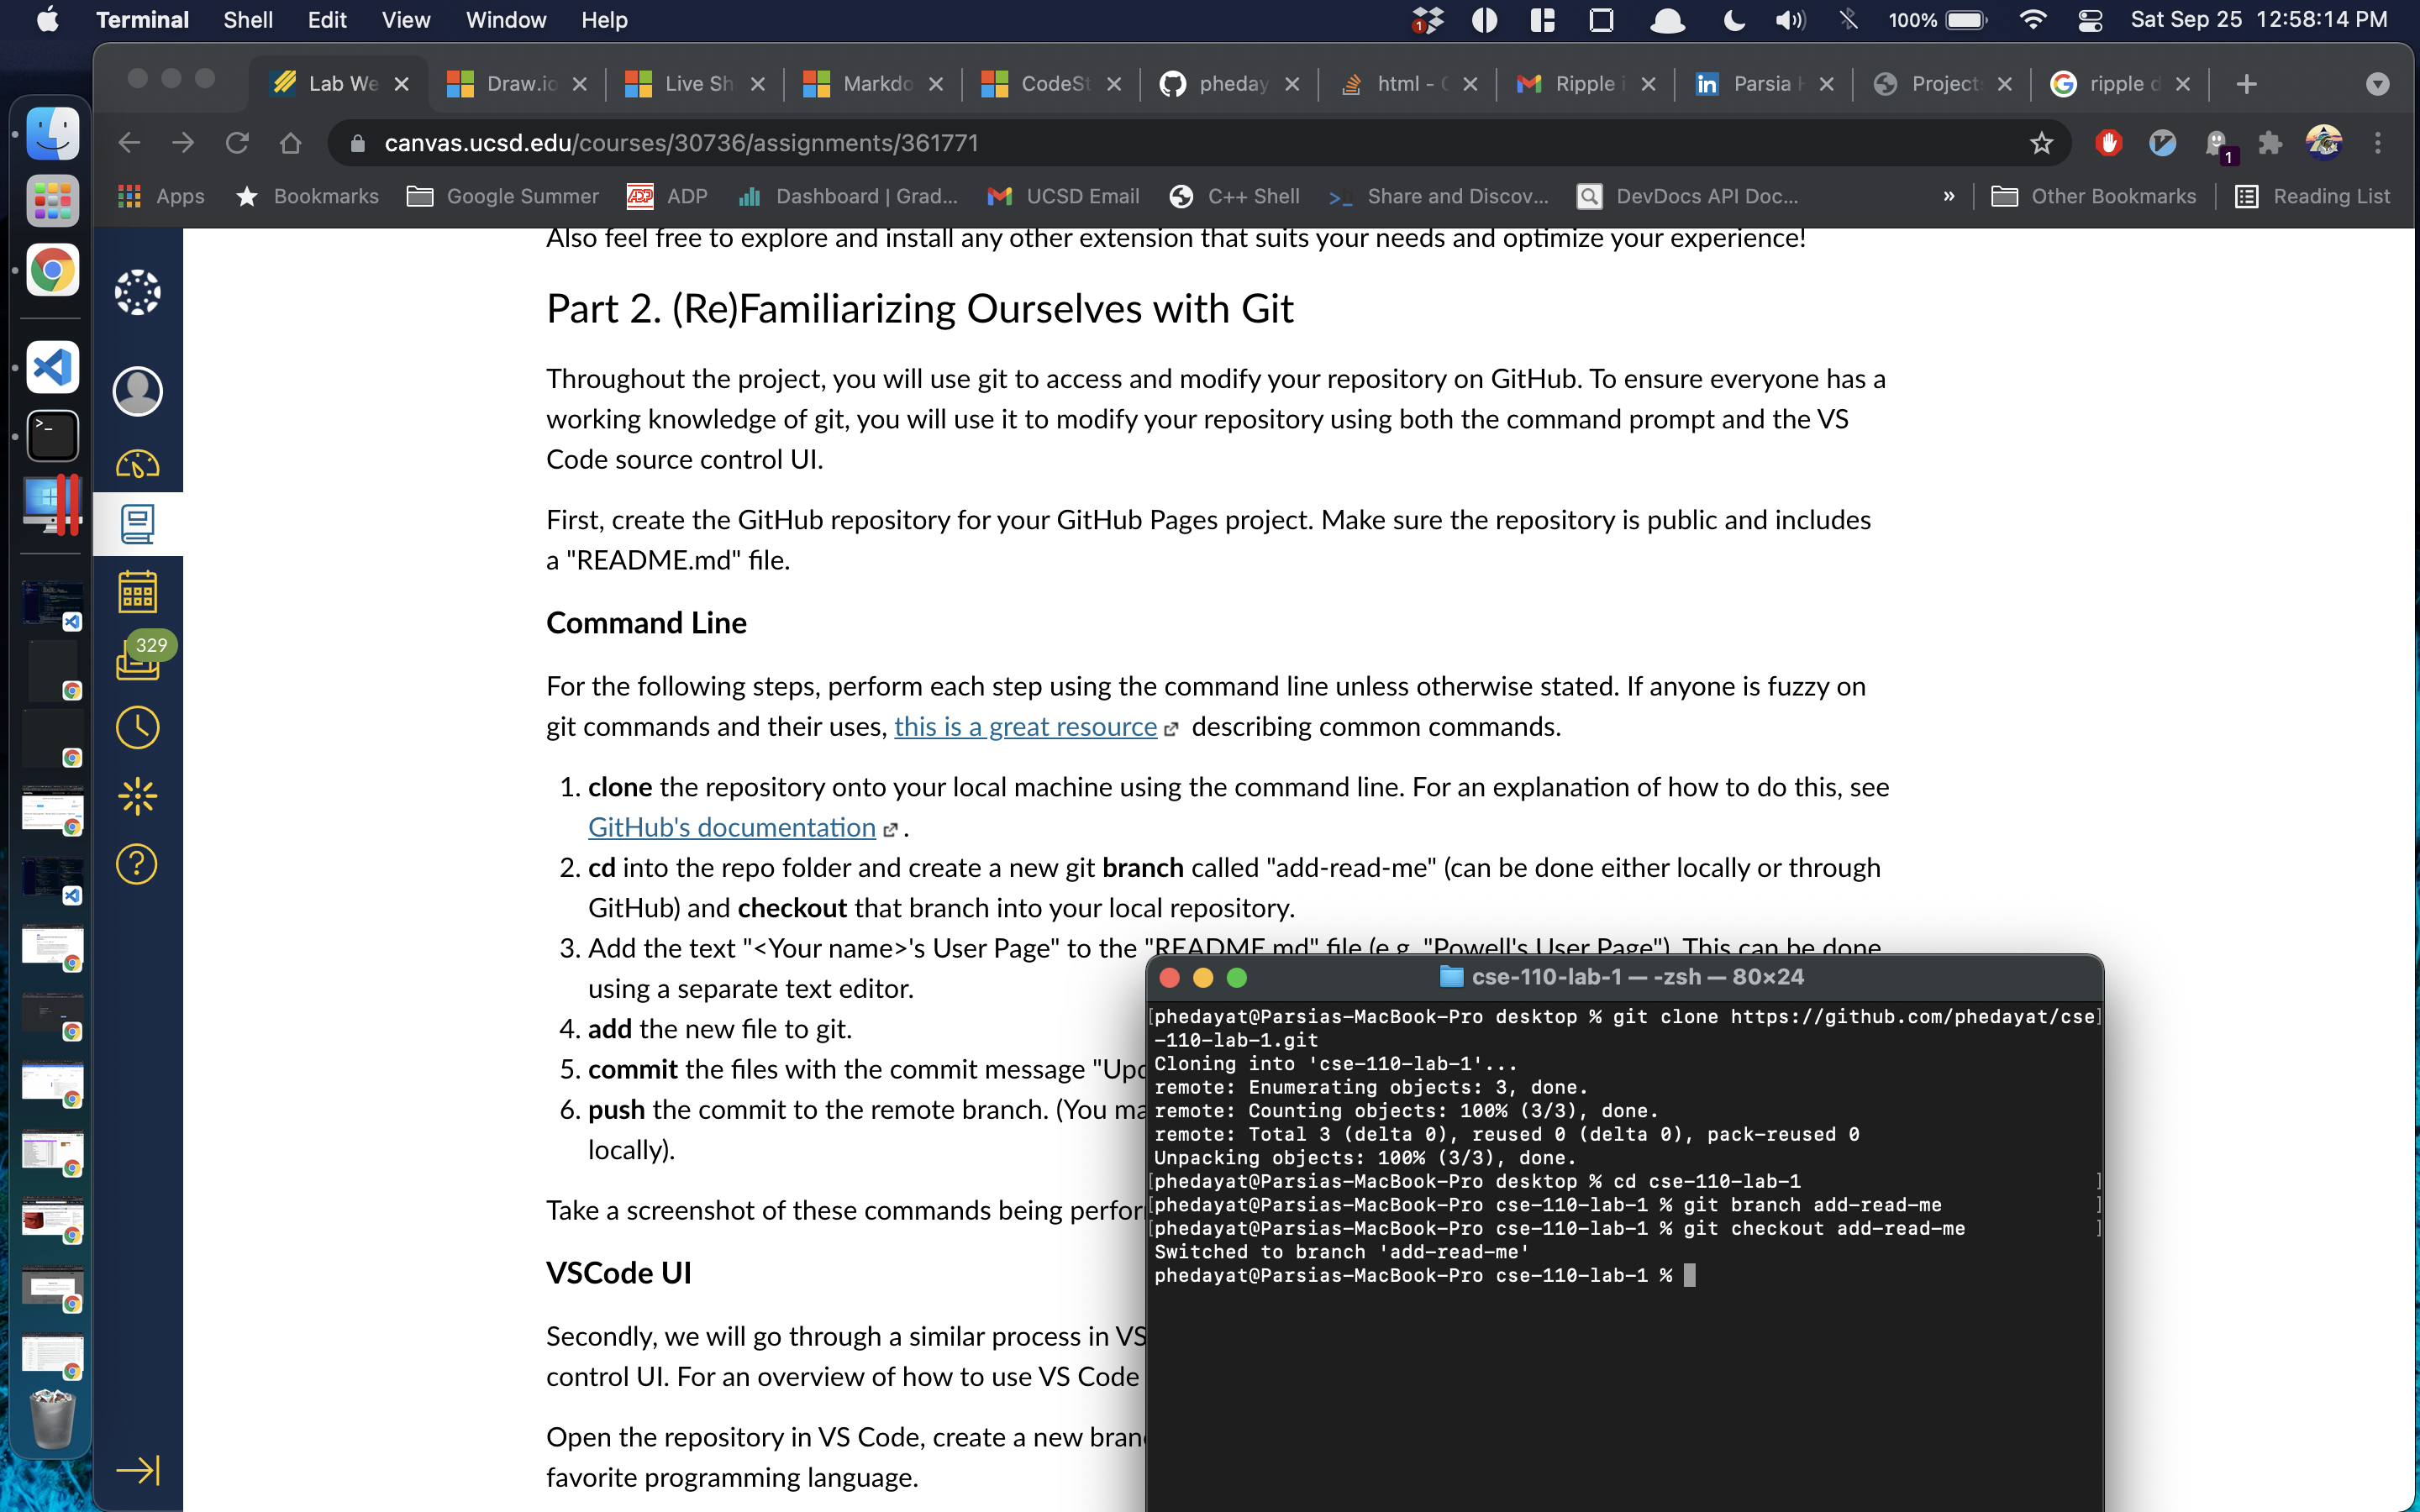 Terminal Shell Edit View Window Help 1 100% Sat Sep 25 12:58:14 PM
Lab We Draw.io Live Sh Markdo CodeSt pheday html - Ripple i Parsia H Project ripple d
canvas.ucsd.edu/courses/30736/assignments/361771 1
Apps Bookmarks Google Summer ADP ADP Dashboard | Grad... UCSD Email C++ Shell Share and Discov... DevDocs API Doc... » Other Bookmarks Reading List
Also feel free to explore and install any other extension that suits your needs and optimize your experience!
Part 2. (Re)Familiarizing Ourselves with Git
Throughout the project, you will use git to access and modify your repository on GitHub. To ensure everyone has a
working knowledge of git, you will use it to modify your repository using both the command prompt and the VS
Code source control UI.
First, create the GitHub repository for your GitHub Pages project. Make sure the repository is public and includes
a "README.md" file.
Command Line
329
For the following steps, perform each step using the command line unless otherwise stated. If anyone is fuzzy on
git commands and their uses, this is a great resource describing common commands.
1. clone the repository onto your local machine using the command line. For an explanation of how to do this, see
GitHub's documentation .
2. cd into the repo folder and create a new git branch called "add-read-me" (can be done either locally or through
GitHub) and checkout that branch into your local repository.
3. Add the text "<Your name>'s User Page" to the "README.md" file (e.g. "Powell's User Page"). This can be done
using a separate text editor.
4. add the new file to git.
5. commit the files with the commit message "Upd
6. push the commit to the remote branch. (You ma
locally).
Take a screenshot of these commands being perfor
VSCode UI
Secondly, we will go through a similar process in VS
control UI. For an overview of how to use VS Code
Open the repository in VS Code, create a new bran
favorite programming language.
cse-110-lab-1 — -zsh — 80×24
[phedayat@Parsias-MacBook-Pro desktop % git clone https://github.com/phedayat/cse]
-110-lab-1.git
Cloning into 'cse-110-lab-1'...
remote: Enumerating objects: 3, done.
remote: Counting objects: 100% (3/3), done.
remote: Total 3 (delta 0), reused 0 (delta 0), pack-reused 0
Unpacking objects: 100% (3/3), done.
[phedayat@Parsias-MacBook-Pro desktop % cd cse-110-lab-1 ]
[phedayat@Parsias-MacBook-Pro cse-110-lab-1 % git branch add-read-me ]
[phedayat@Parsias-MacBook-Pro cse-110-lab-1 % git checkout add-read-me ]
Switched to branch 'add-read-me'
phedayat@Parsias-MacBook-Pro cse-110-lab-1 %